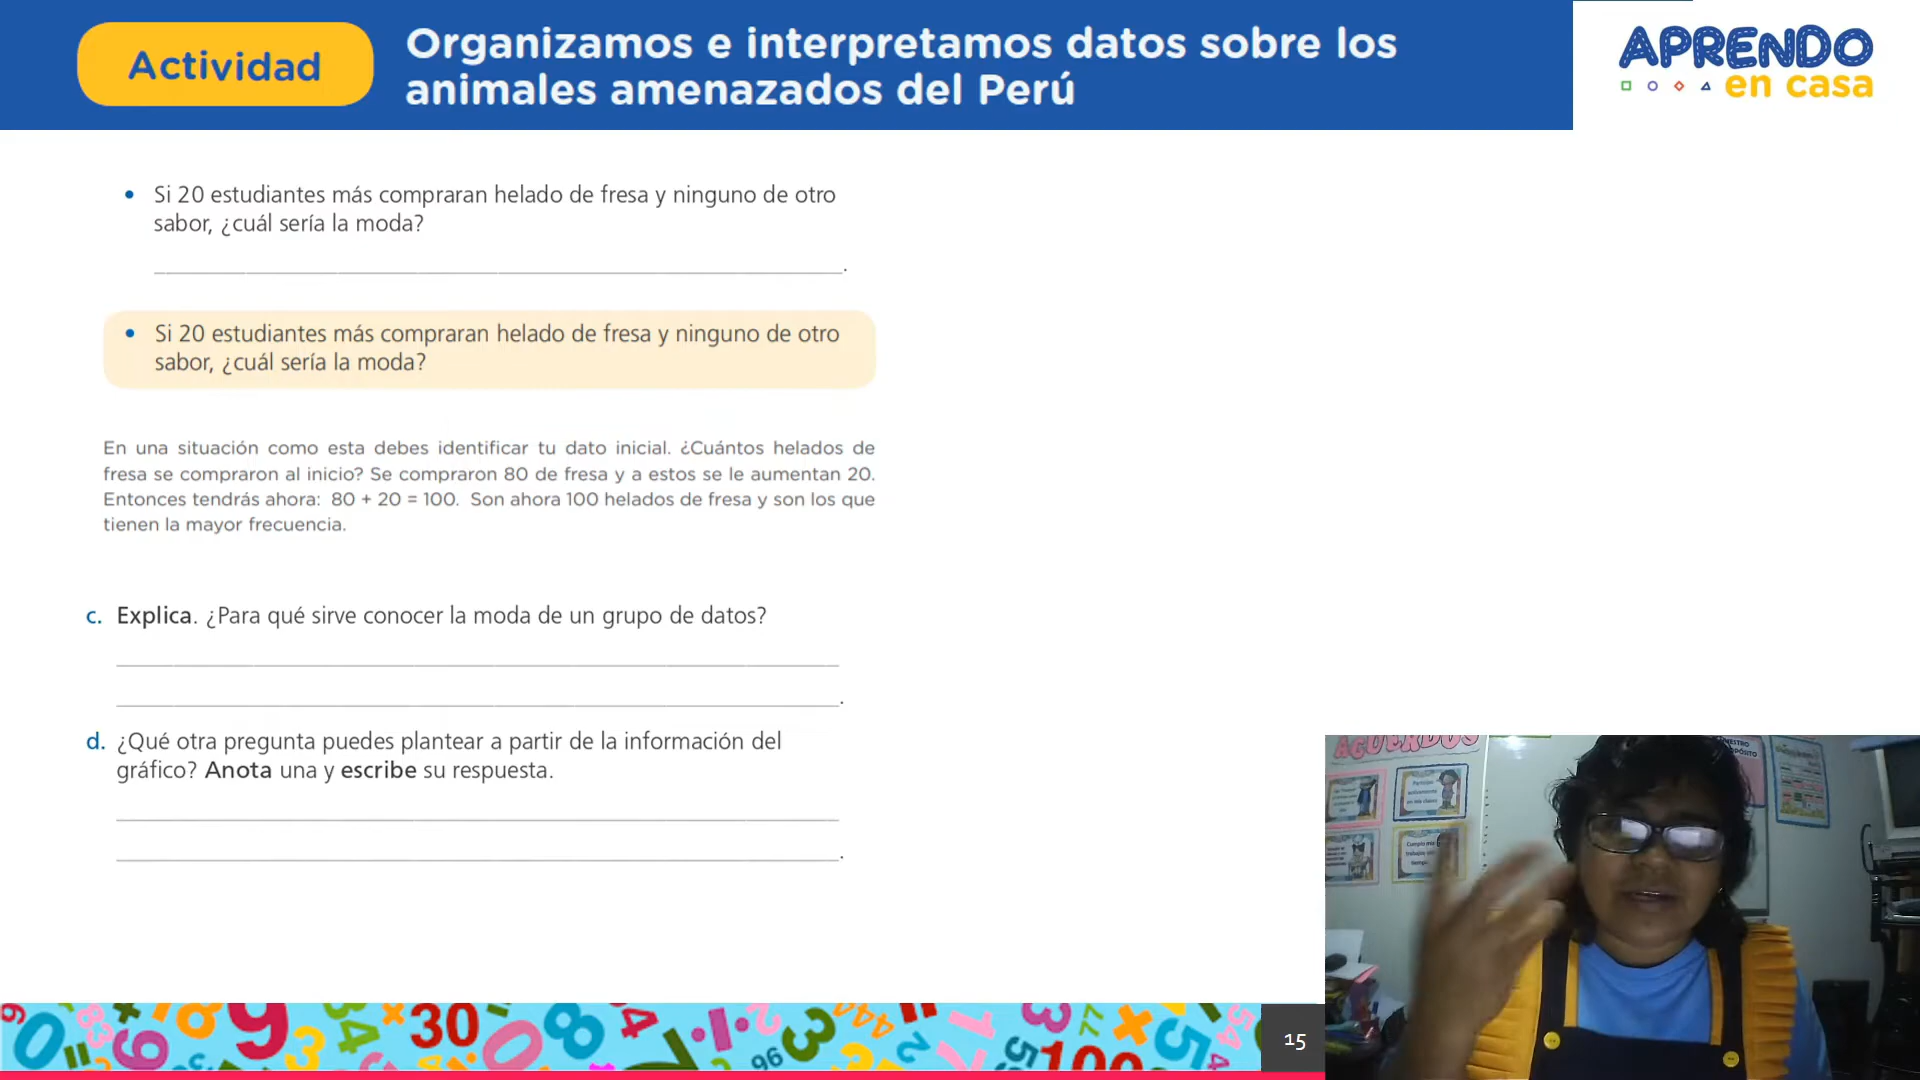 Actividad
Organizamos e interpretamos datos sobre los
animales amenazados del Perú
APRENDO
en casa
• Si 20 estudiantes más compraran helado de fresa y ninguno de otro
sabor, ¿cuál sería la moda?
.
• Si 20 estudiantes más compraran helado de fresa y ninguno de otro
sabor, ¿cuál sería la moda?
En una situación como esta debes identificar tu dato inicial. ¿Cuántos helados de
fresa se compraron al inicio? Se compraron 80 de fresa y a estos se le aumentan 20.
Entonces tendrás ahora: 80 + 20 = 100. Son ahora 100 helados de fresa y son los que
tienen la mayor frecuencia.
c. Explica. ¿Para qué sirve conocer la moda de un grupo de datos?
.
d. ¿Qué otra pregunta puedes plantear a partir de la información del
gráfico? Anota una y escribe su respuesta.
.
ACUERDOS
15